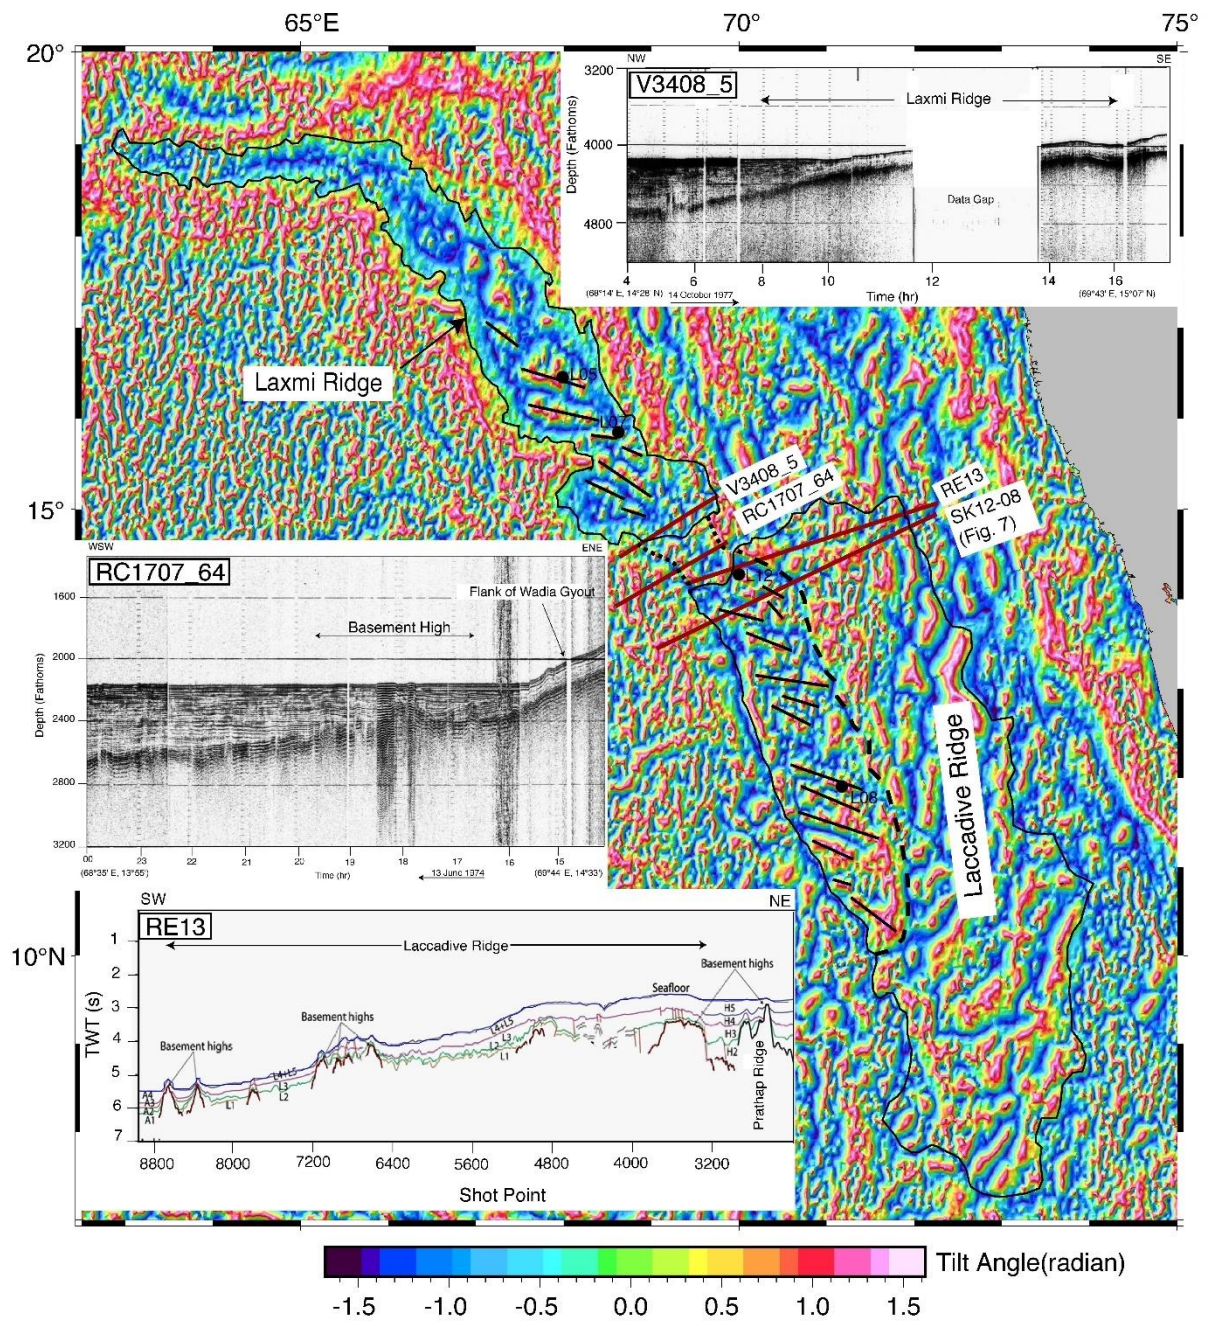 65°E
70°
75°
20°
15°
10°N
NW
SE
V3408_5
Laxmi Ridge
Data Gap
Depth (Fathoms)
3200
4000
4800
4
6
8
10
12
14
16
(68°14' E, 14°28' N)
14 October 1977
Time (hr)
(69°43' E, 15°07' N)
Laxmi Ridge
L05
L07
V3408_5
RC1707_64
RE13
SK12-08
(Fig. 7)
L08
Laccadive Ridge
WSW
ENE
RC1707_64
Flank of Wadia Gyout
Basement High
Depth (Fathoms)
1600
2000
2400
2800
3200
00
23
22
21
20
19
18
17
16
15
(68°35' E, 13°55')
Time (hr)
13 June 1974
(69°44' E, 14°33')
SW
NE
RE13
Laccadive Ridge
Basement highs
Seafloor
Basement highs
Basement highs
L4+L5
L3
L2
L1
L4+L5
L3
L2
L1
A4
A3
A2
A1
H5
H4
H3
H2
Prathap Ridge
TWT (s)
1
2
3
4
5
6
7
8800
8000
7200
6400
5600
4800
4000
3200
Shot Point
Tilt Angle(radian)
-1.5
-1.0
-0.5
0.0
0.5
1.0
1.5